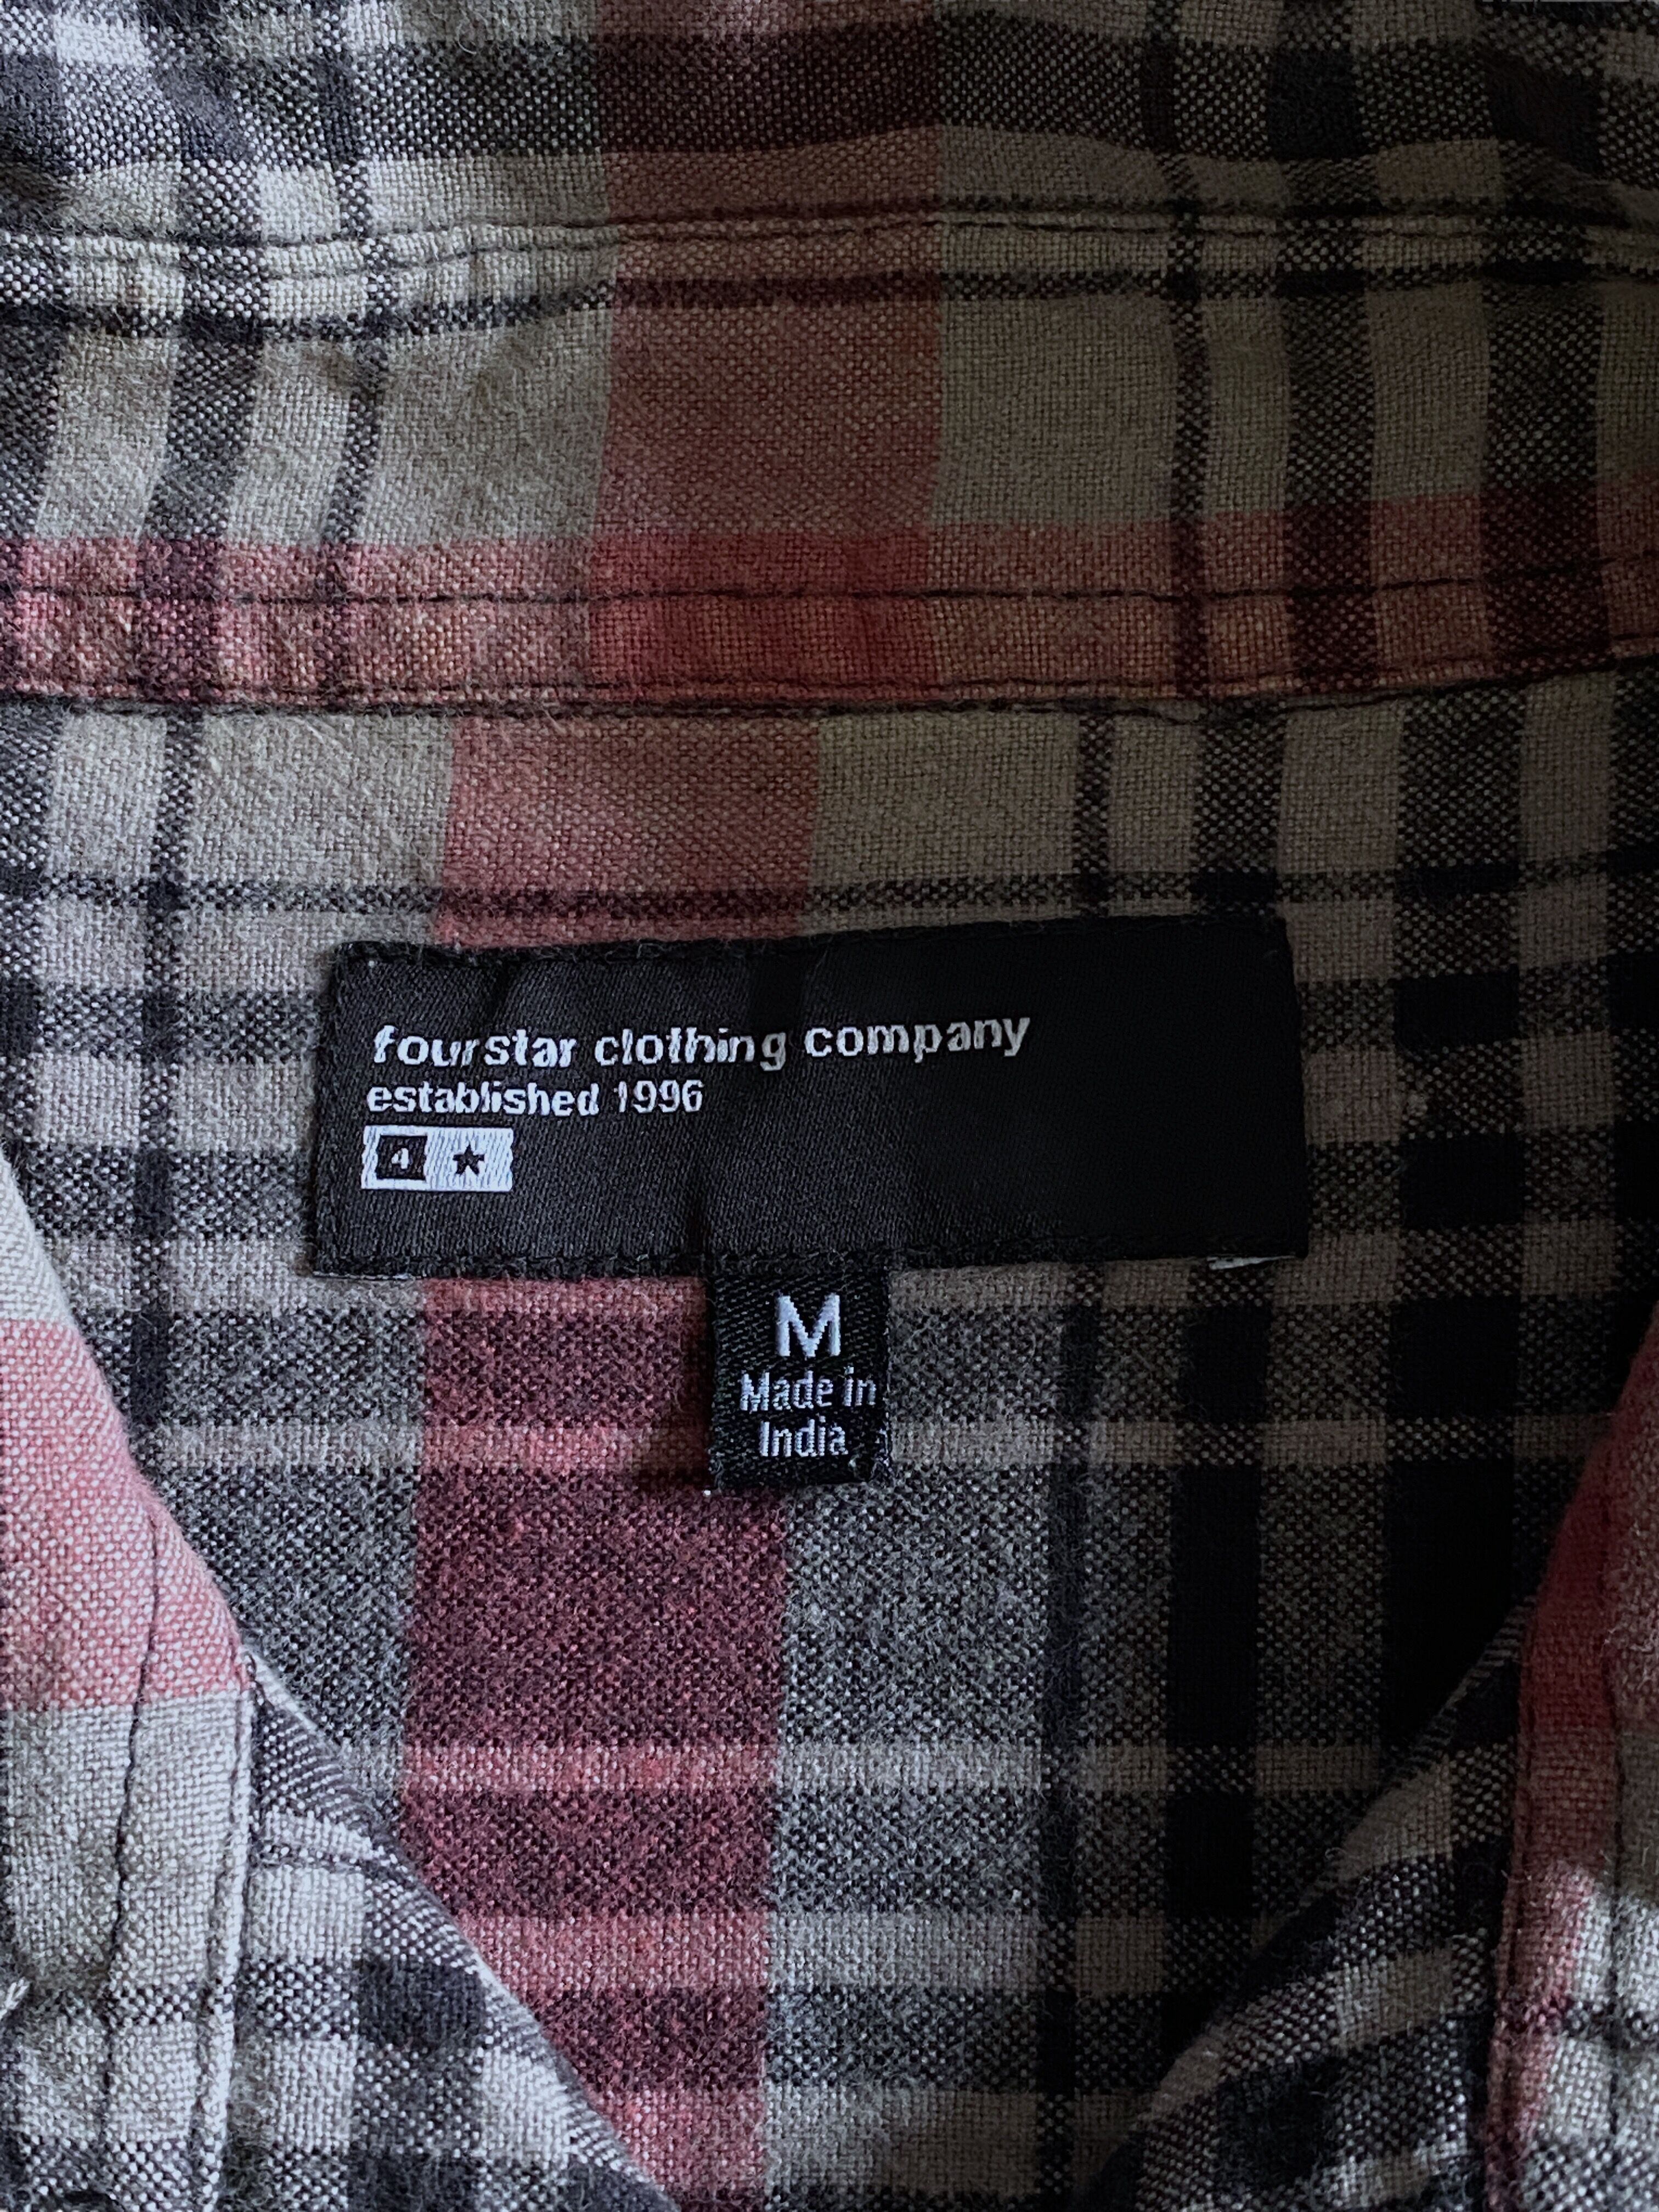 fourstar clothing company
established 1996
4
M
Made in
India